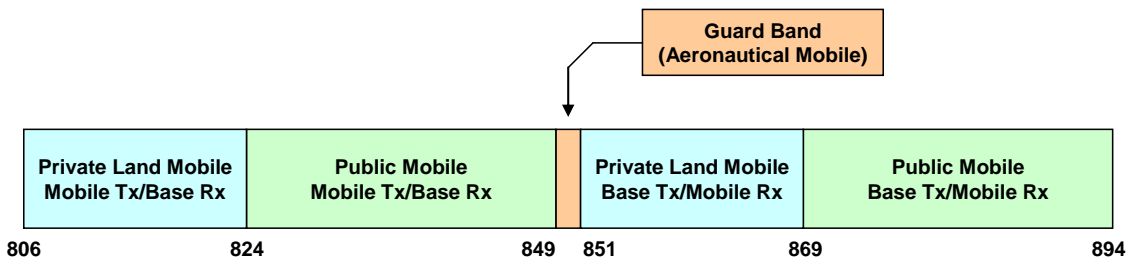 Guard Band
(Aeronautical Mobile)
Private Land Mobile
Mobile Tx/Base Rx
Public Mobile
Mobile Tx/Base Rx
Private Land Mobile
Base Tx/Mobile Rx
Public Mobile
Base Tx/Mobile Rx
806 824 849 851 869 894